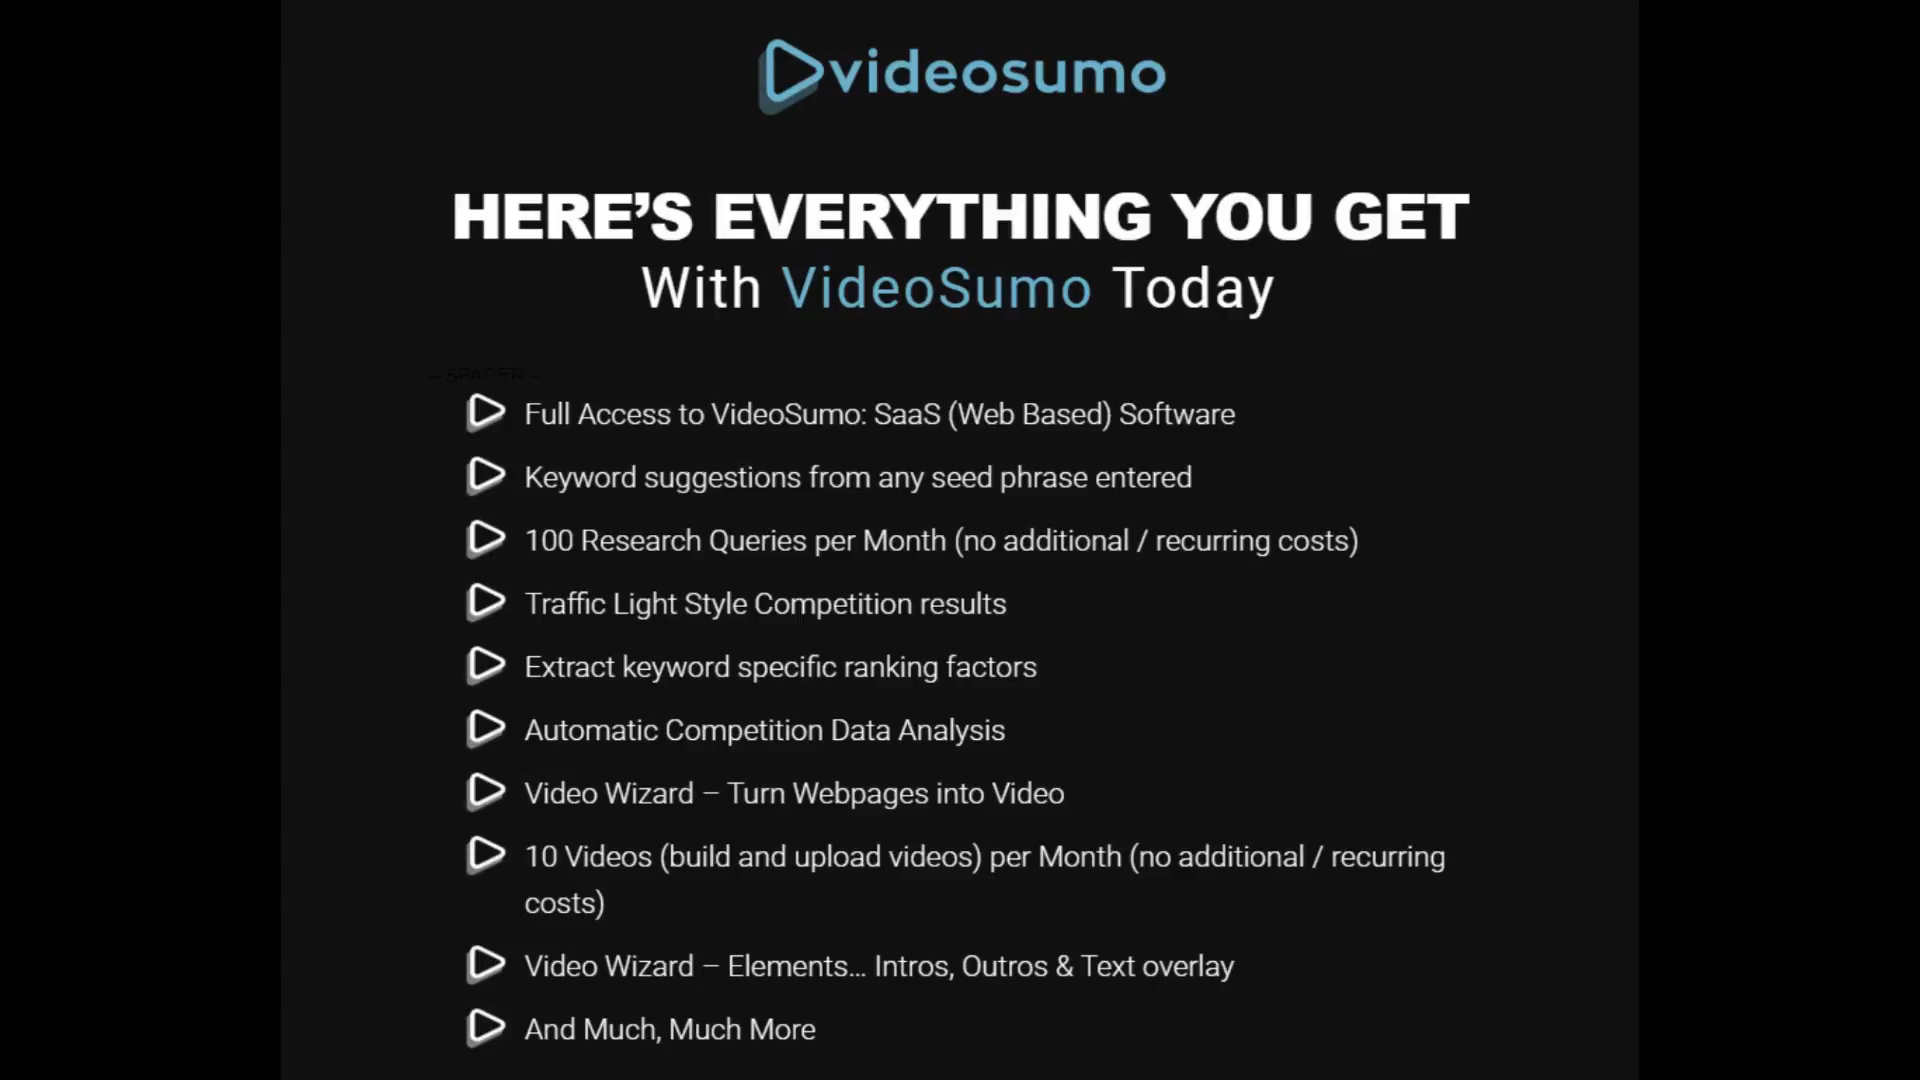 videosumo
HERE'S EVERYTHING YOU GET
With VideoSumo Today
– SPACER –
Full Access to VideoSumo: SaaS (Web Based) Software
Keyword suggestions from any seed phrase entered
100 Research Queries per Month (no additional / recurring costs)
Traffic Light Style Competition results
Extract keyword specific ranking factors
Automatic Competition Data Analysis
Video Wizard – Turn Webpages into Video
10 Videos (build and upload videos) per Month (no additional / recurring
costs)
Video Wizard – Elements... Intros, Outros & Text overlay
And Much, Much More